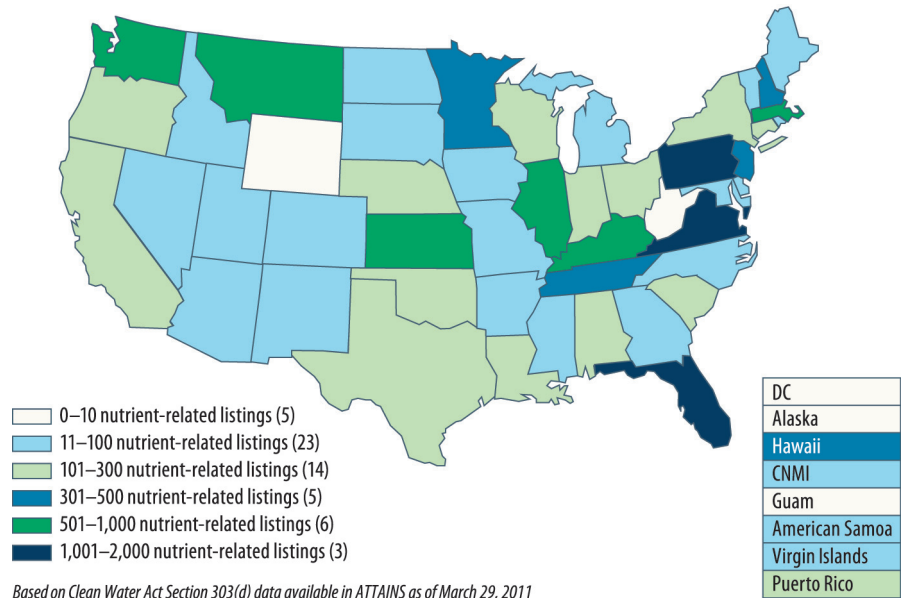 0–10 nutrient-related listings (5)
11–100 nutrient-related listings (23)
101–300 nutrient-related listings (14)
301–500 nutrient-related listings (5)
501–1,000 nutrient-related listings (6)
1,001–2,000 nutrient-related listings (3)
DC
Alaska
Hawaii
CNMI
Guam
American Samoa
Virgin Islands
Puerto Rico
Based on Clean Water Act Section 303(d) data available in ATTAINS as of March 29, 2011